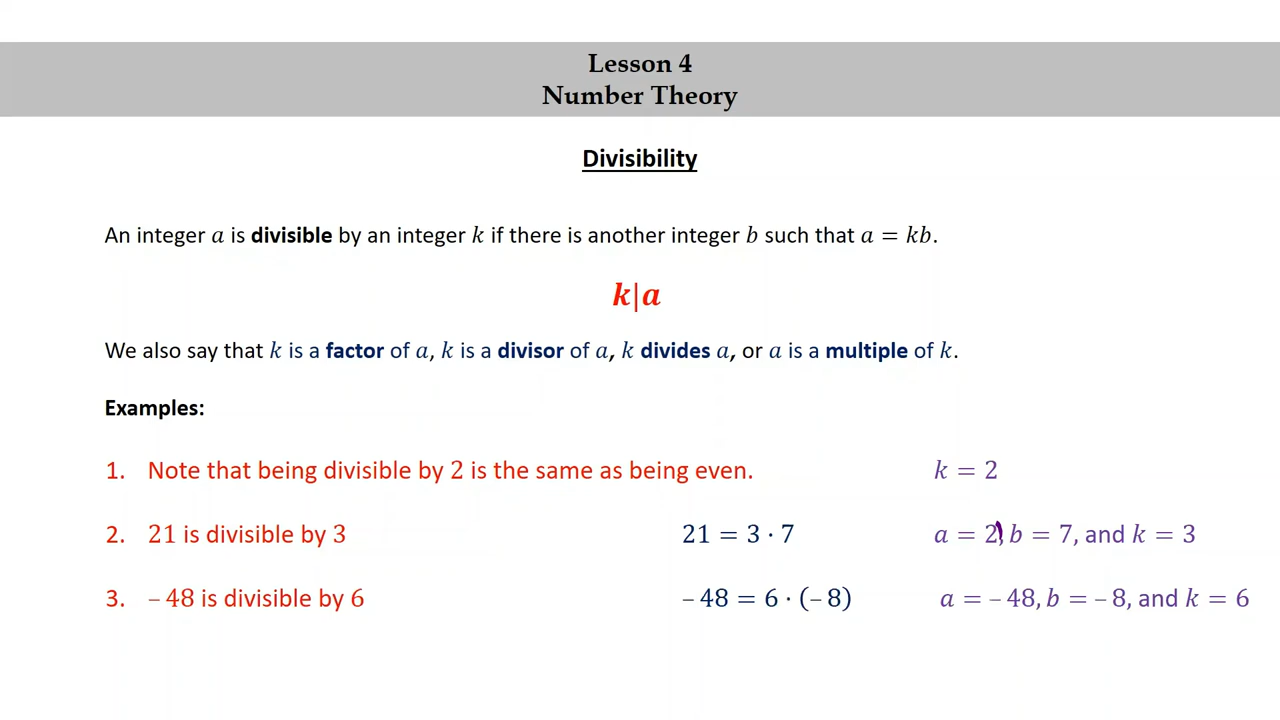 Lesson 4
Number Theory
Divisibility
An integer a is divisible by an integer k if there is another integer b such that a = kb.
k|a
We also say that k is a factor of a, k is a divisor of a, k divides a, or a is a multiple of k.
Examples:
1. Note that being divisible by 2 is the same as being even. k = 2
2. 21 is divisible by 3 21 = 3 · 7 a = 21, b = 7, and k = 3
3. – 48 is divisible by 6 – 48 = 6 · (– 8) a = – 48, b = – 8, and k = 6